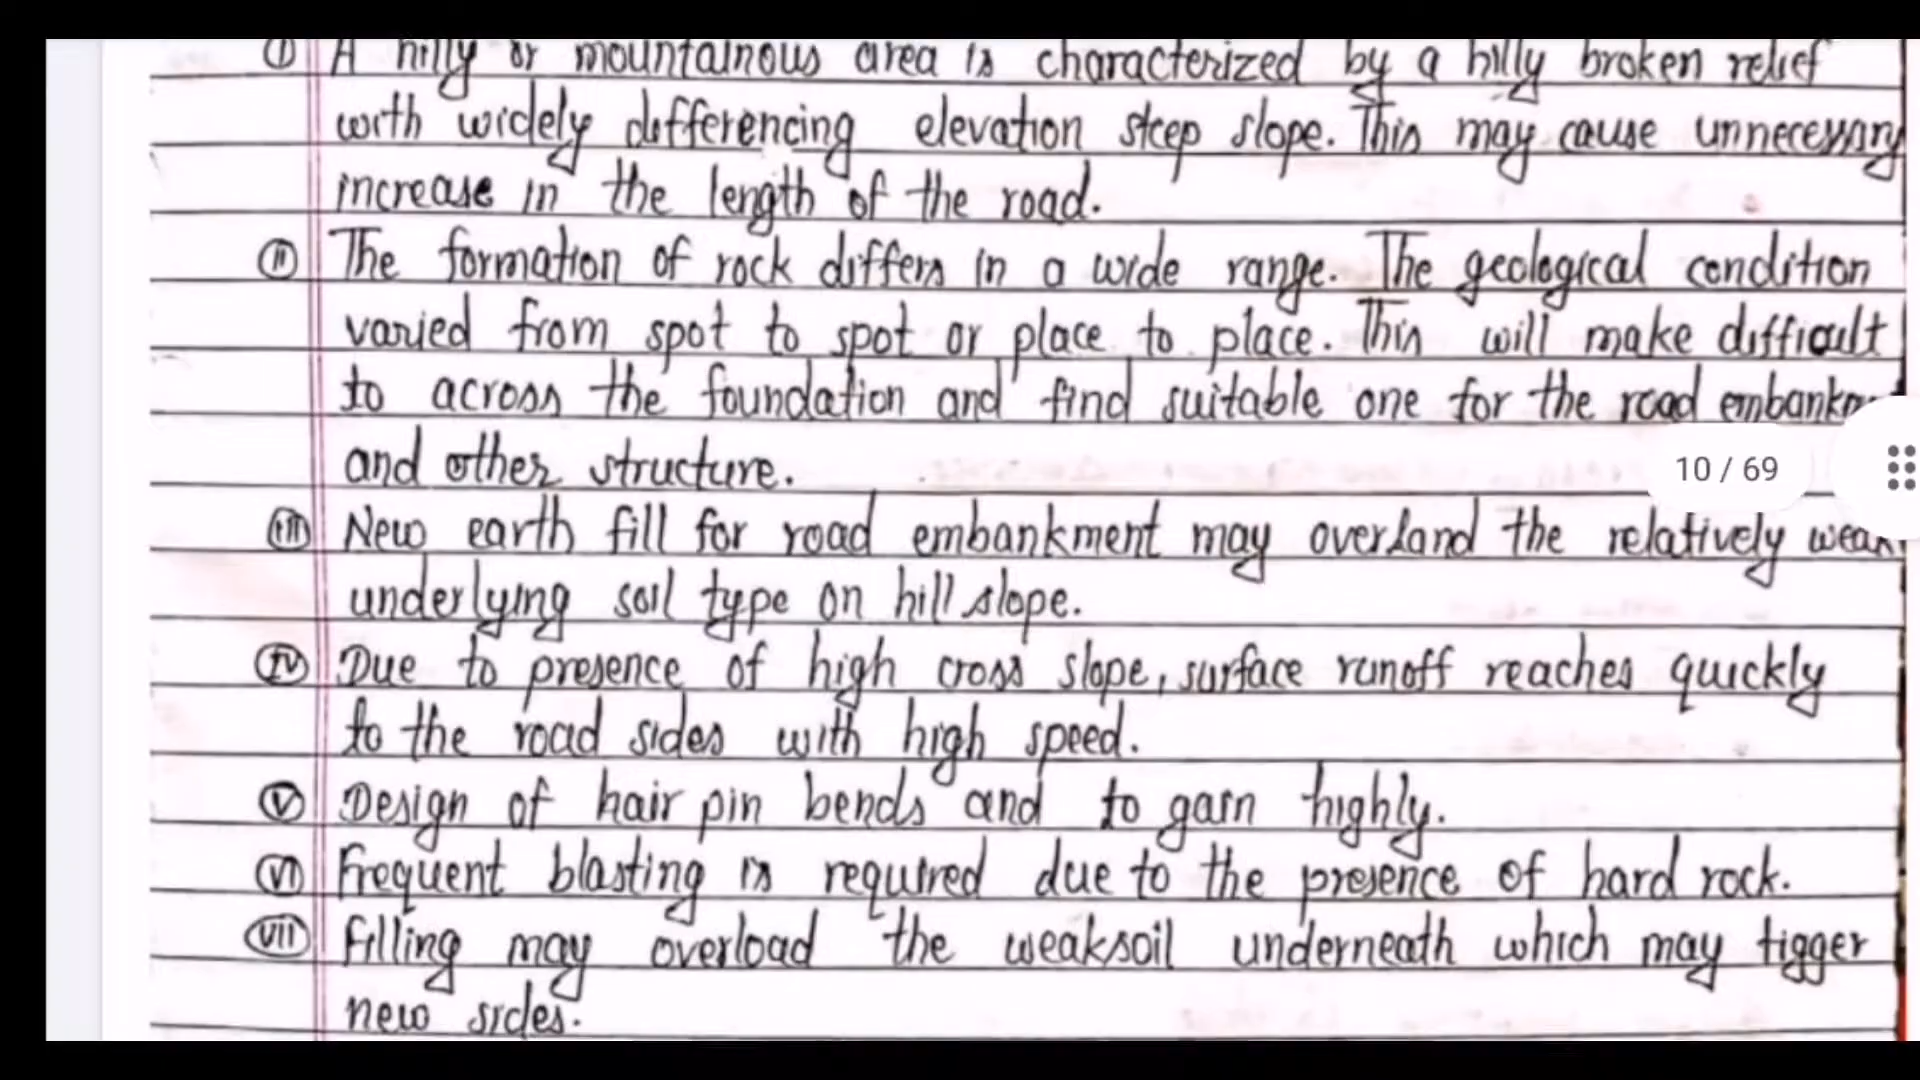 (i) A hilly or mountainous area is characterized by a hilly broken relief
with widely differencing elevation steep slope. This may cause unnecessary
increase in the length of the road.
(ii) The formation of rock differs in a wide range. The geological condition
varied from spot to spot or place to place. This will make difficult
to across the foundation and find suitable one for the road embankm
and other structure.
10 / 69
(iii) New earth fill for road embankment may overland the relatively weak
underlying soil type on hill slope.
(iv) Due to presence of high cross slope, surface runoff reaches quickly
to the road sides with high speed.
(v) Design of hair pin bends and to gain highly.
(vi) Frequent blasting is required due to the presence of hard rock.
(vii) Filling may overload the weaksoil underneath which may tigger
new sides.